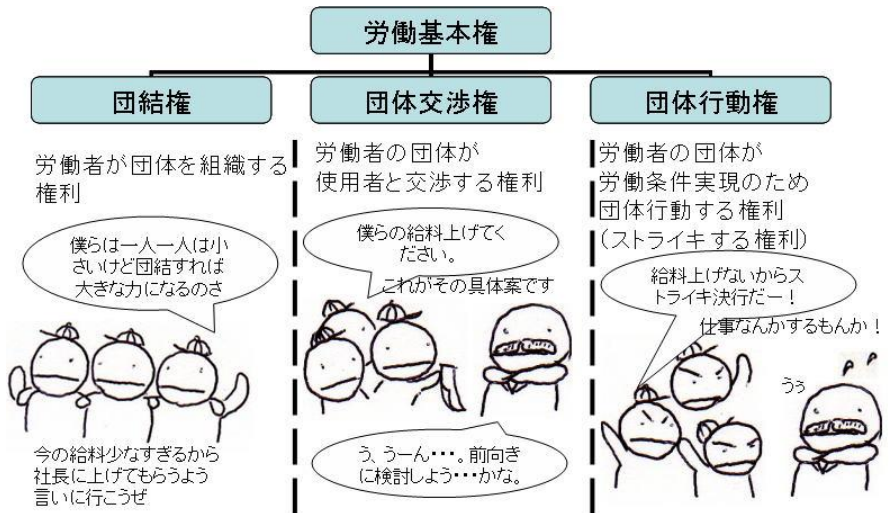 労働基本権
団結権
労働者が団体を組織する
権利
僕らは一人一人は小
さいけど団結すれば
大きな力になるのさ
今の給料少なすぎるから
社長に上げてもらうよう
言いに行こうぜ
団体交渉権
労働者の団体が
使用者と交渉する権利
僕らの給料上げてく
ださい。
これがその具体案です
う、うーん・・・。前向き
に検討しよう・・・かな。
団体行動権
労働者の団体が
労働条件実現のため
団体行動する権利
(ストライキする権利)
給料上げないからス
トライキ決行だー！
仕事なんかするもんか！
うぅ